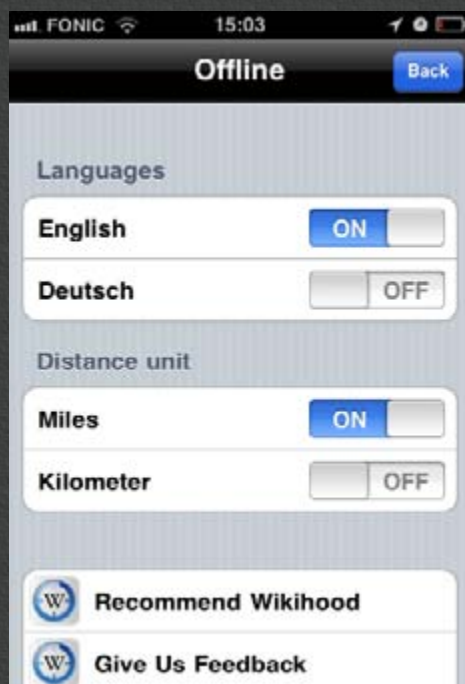 FONIC 15:03
Offline Back
Languages
English ON
Deutsch OFF
Distance unit
Miles ON
Kilometer OFF
W Recommend Wikihood
W Give Us Feedback